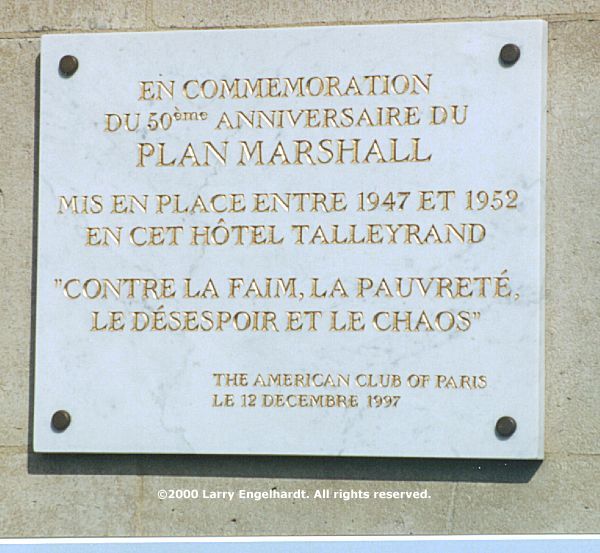 EN COMMEMORATION
DU 50ème ANNIVERSAIRE DU
PLAN MARSHALL
MIS EN PLACE ENTRE 1947 ET 1952
EN CET HÔTEL TALLEYRAND
"CONTRE LA FAIM, LA PAUVRETÉ,
LE DÉSESPOIR ET LE CHAOS"
THE AMERICAN CLUB OF PARIS
LE 12 DECEMBRE 1997
©2000 Larry Engelhardt. All rights reserved.